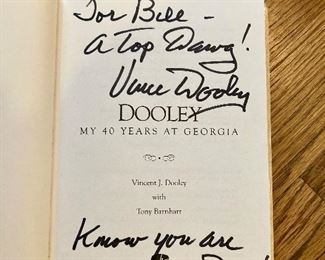 For Bill -
A Top Dawg!
Vince Dooley
DOOLEY
MY 40 YEARS AT GEORGIA
Vincent J. Dooley
with
Tony Barnhart
Know you are